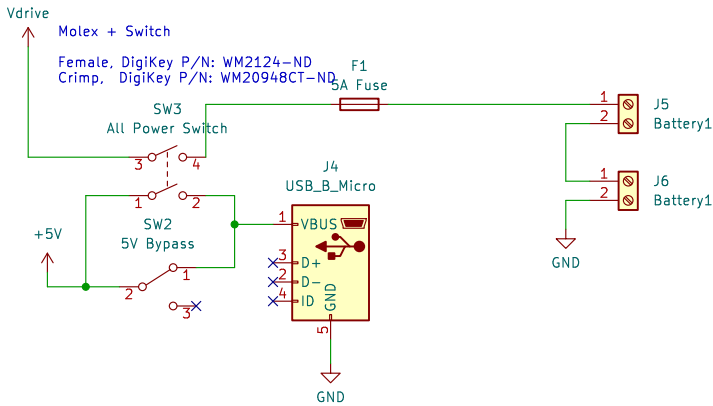 Vdrive
Molex + Switch
Female, DigiKey P/N: WM2124-ND
Crimp,  DigiKey P/N: WM20948CT-ND
F1
5A Fuse
1
2
J5
Battery1
SW3
All Power Switch
3
4
1
2
J4
USB_B_Micro
1
2
J6
Battery1
SW2
5V Bypass
+5V
1
2
3
1
VBUS
3
D+
2
D-
4
ID
GND
5
GND
GND